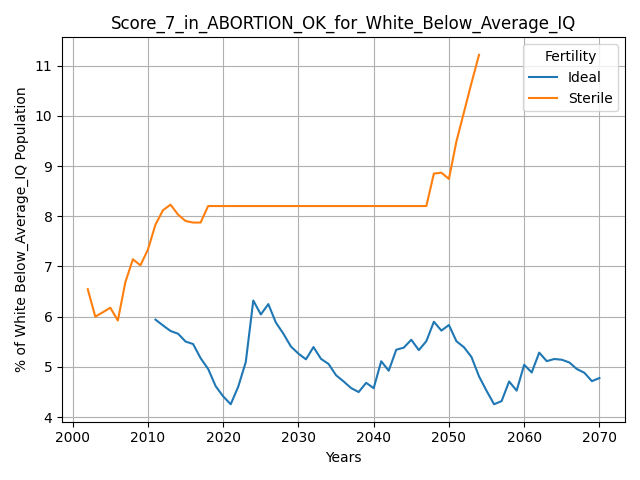 Score_7_in_ABORTION_OK_for_White_Below_Average_IQ
% of White Below_Average_IQ Population
11
10
9
8
7
6
5
4
Fertility
Ideal
Sterile
2000 2010 2020 2030 2040 2050 2060 2070
Years